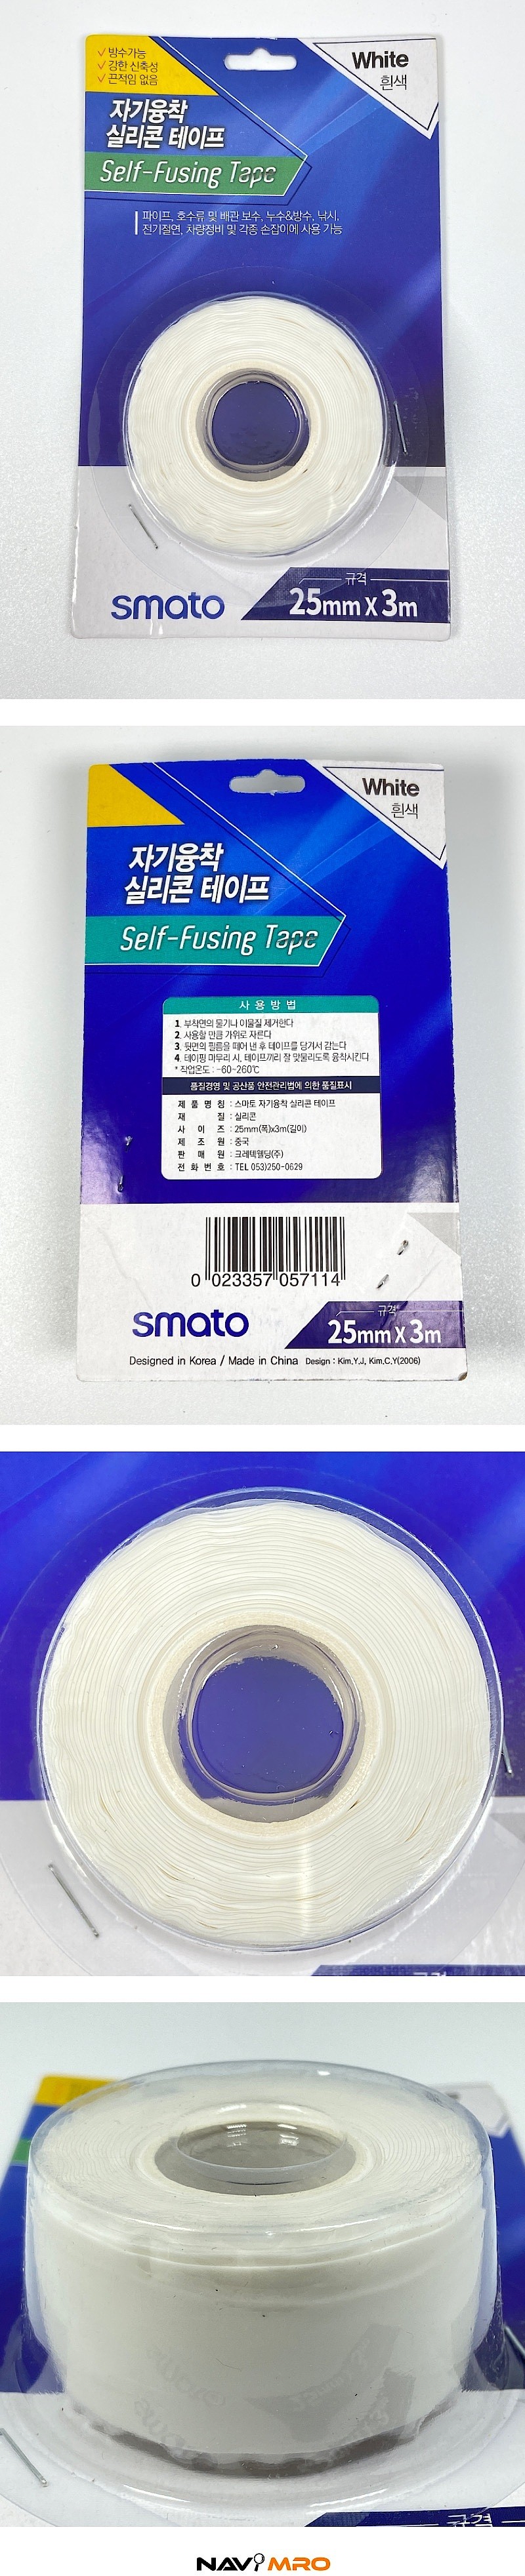 ✓ 방수가능
✓ 강한 신축성
✓ 끈적임 없음
White
흰색
자기융착
실리콘 테이프
Self-Fusing Tape
파이프, 호수류 및 배관 보수, 누수&방수, 낚시,
전기절연, 차량정비 및 각종 손잡이에 사용 가능
규격
25mm X 3m
smato
White
흰색
자기융착
실리콘 테이프
Self-Fusing Tape
사 용 방 법
1. 부착면의 물기나 이물질 제거한다
2. 사용할 만큼 가위로 자른다
3. 뒷면의 필름을 떼어 낸 후 테이프를 당겨서 감는다
4. 테이핑 마무리 시, 테이프끼리 잘 맞물리도록 융착시킨다
* 작업온도 : -60-260℃
품질경영 및 공산품 안전관리법에 의한 품질표시
제 품 명 칭 : 스마토 자기융착 실리콘 테이프
재 질 : 실리콘
사 이 즈 : 25mm(폭)x3m(길이)
제 조 원 : 중국
판 매 원 : 크레텍웰딩(주)
전 화 번 호 : TEL 053)250-0629
0 023357 057114
smato
규격
25mm X 3m
Designed in Korea / Made in China Design : Kim,Y.J, Kim,C.Y(2006)
규격
규격
NAVIMRO